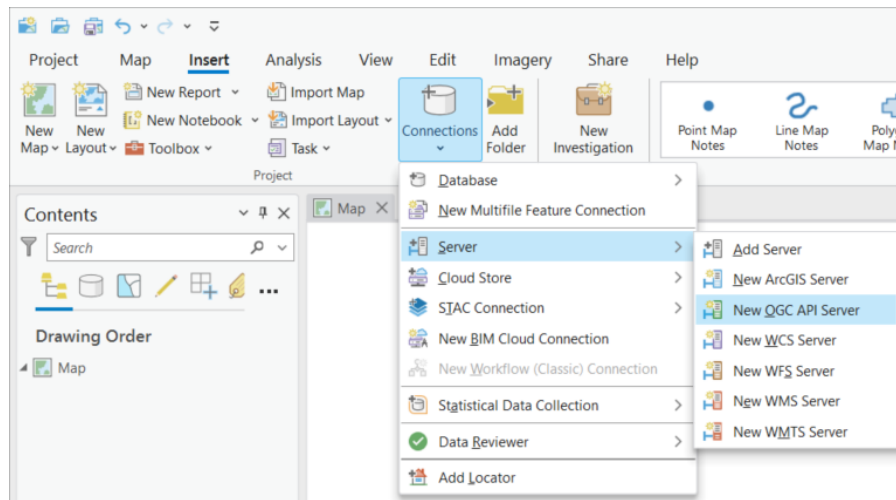 Project Map Insert Analysis View Edit Imagery Share Help
New Map
New Layout
New Report
New Notebook
Toolbox
Import Map
Import Layout
Task
Project
Connections
Add Folder
New Investigation
Point Map Notes
Line Map Notes
Contents
Search
Drawing Order
Map
Map
Database
New Multifile Feature Connection
Server
Cloud Store
STAC Connection
New BIM Cloud Connection
New Workflow (Classic) Connection
Statistical Data Collection
Data Reviewer
Add Locator
Add Server
New ArcGIS Server
New OGC API Server
New WCS Server
New WFS Server
New WMS Server
New WMTS Server